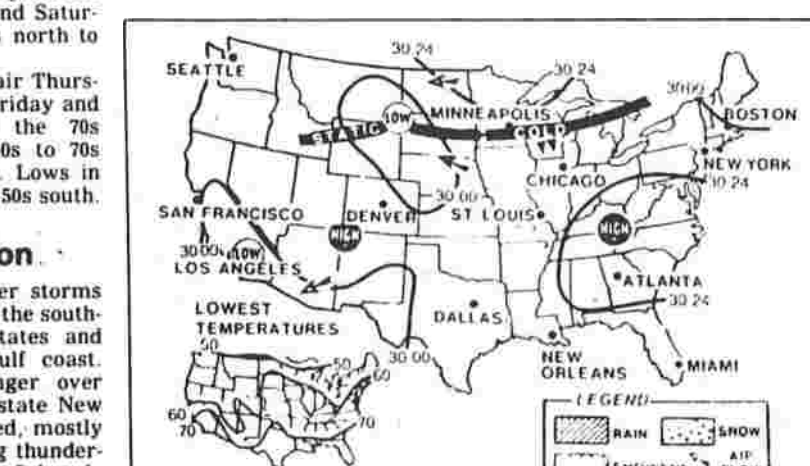 nd Satur-
north to
air Thurs-
riday and
the 70s
0s to 70s
Lows in
50s south.
on
er storms
the south-
tates and
ulf coast.
nger over
state New
ed, mostly
g thunder-
30.24
SEATTLE
30.24
LOW
MINNEAPOLIS
30.00
BOSTON
STATIC
COLD
NEW YORK
CHICAGO
30.24
30.00
SAN FRANCISCO
DENVER
ST LOUIS
HIGH
HIGH
30.00
LOW
LOS ANGELES
ATLANTA
30.24
LOWEST
TEMPERATURES
DALLAS
30.00
NEW
ORLEANS
MIAMI
50
60
60
70
70
LEGEND
RAIN
SNOW
AIR